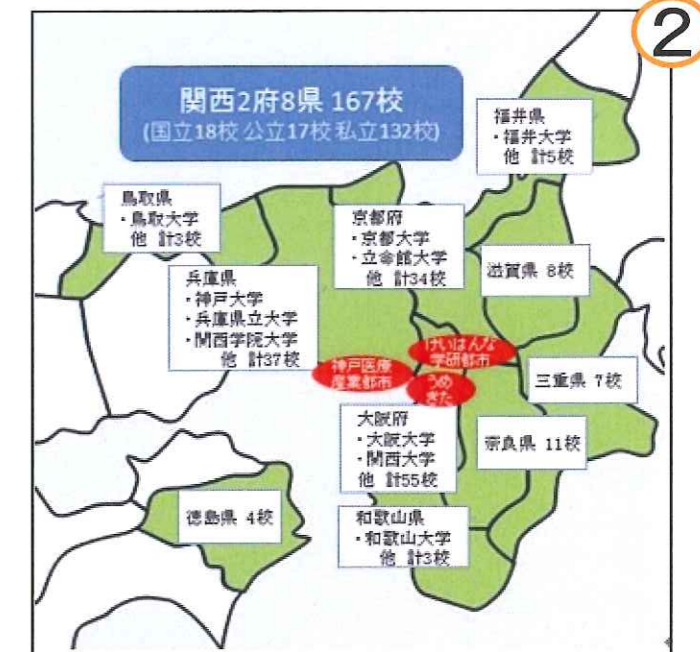 ②
関西2府8県 167校
(国立18校 公立17校 私立132校)
福井県
・福井大学
他 計5校
鳥取県
・鳥取大学
他 計3校
京都府
・京都大学
・立命館大学
他 計34校
滋賀県 8校
兵庫県
・神戸大学
・兵庫県立大学
・関西学院大学
他 計37校
けいはんな
学研都市
神戸医療
産業都市
うめ
きた
三重県 7校
大阪府
・大阪大学
・関西大学
他 計55校
奈良県 11校
徳島県 4校
和歌山県
・和歌山大学
他 計3校